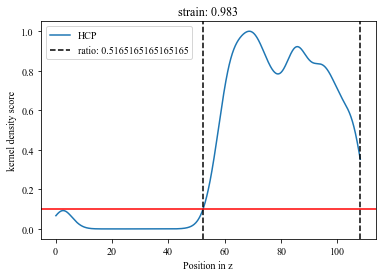 strain: 0.983
HCP
ratio: 0.5165165165165165
kernel density score
1.0
0.8
0.6
0.4
0.2
0.0
0 20 40 60 80 100
Position in z